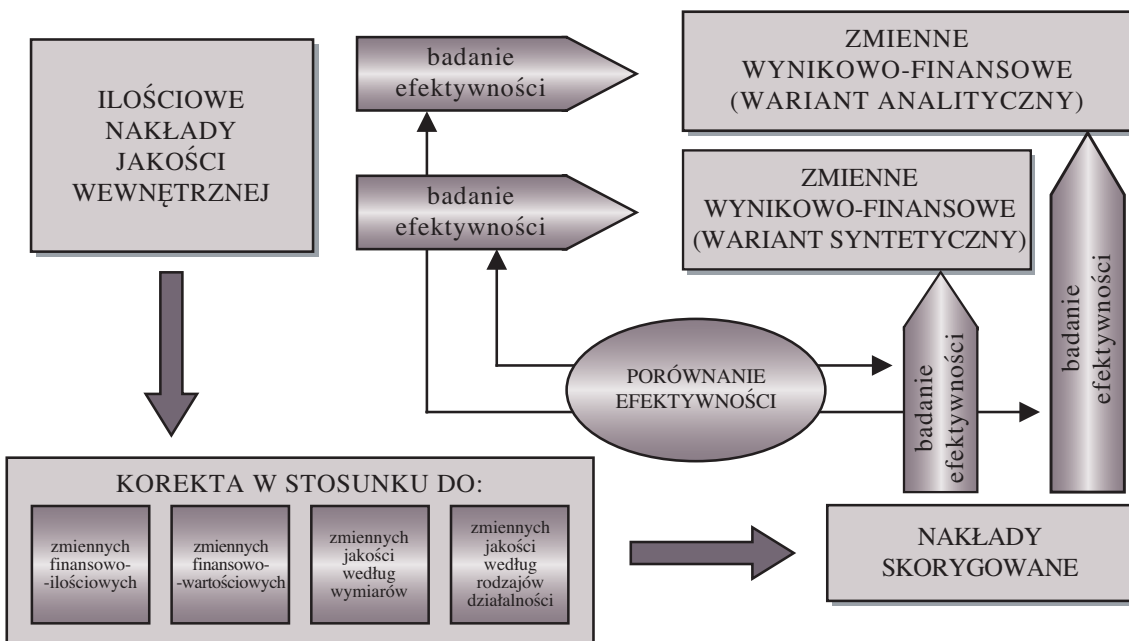 ILOŚCIOWE
NAKŁADY
JAKOŚCI
WEWNĘTRZNEJ
badanie
efektywności
ZMIENNE
WYNIKOWO-FINANSOWE
(WARIANT ANALITYCZNY)
badanie
efektywności
ZMIENNE
WYNIKOWO-FINANSOWE
(WARIANT SYNTETYCZNY)
PORÓWNANIE
EFEKTYWNOŚCI
badanie
efektywności
badanie
efektywności
KOREKTA W STOSUNKU DO:
zmiennych
finansowo-
-ilościowych
zmiennych
finansowo-
-wartościowych
zmiennych
jakości
według
wymiarów
zmiennych
jakości
według
rodzajów
działalności
NAKŁADY
SKORYGOWANE